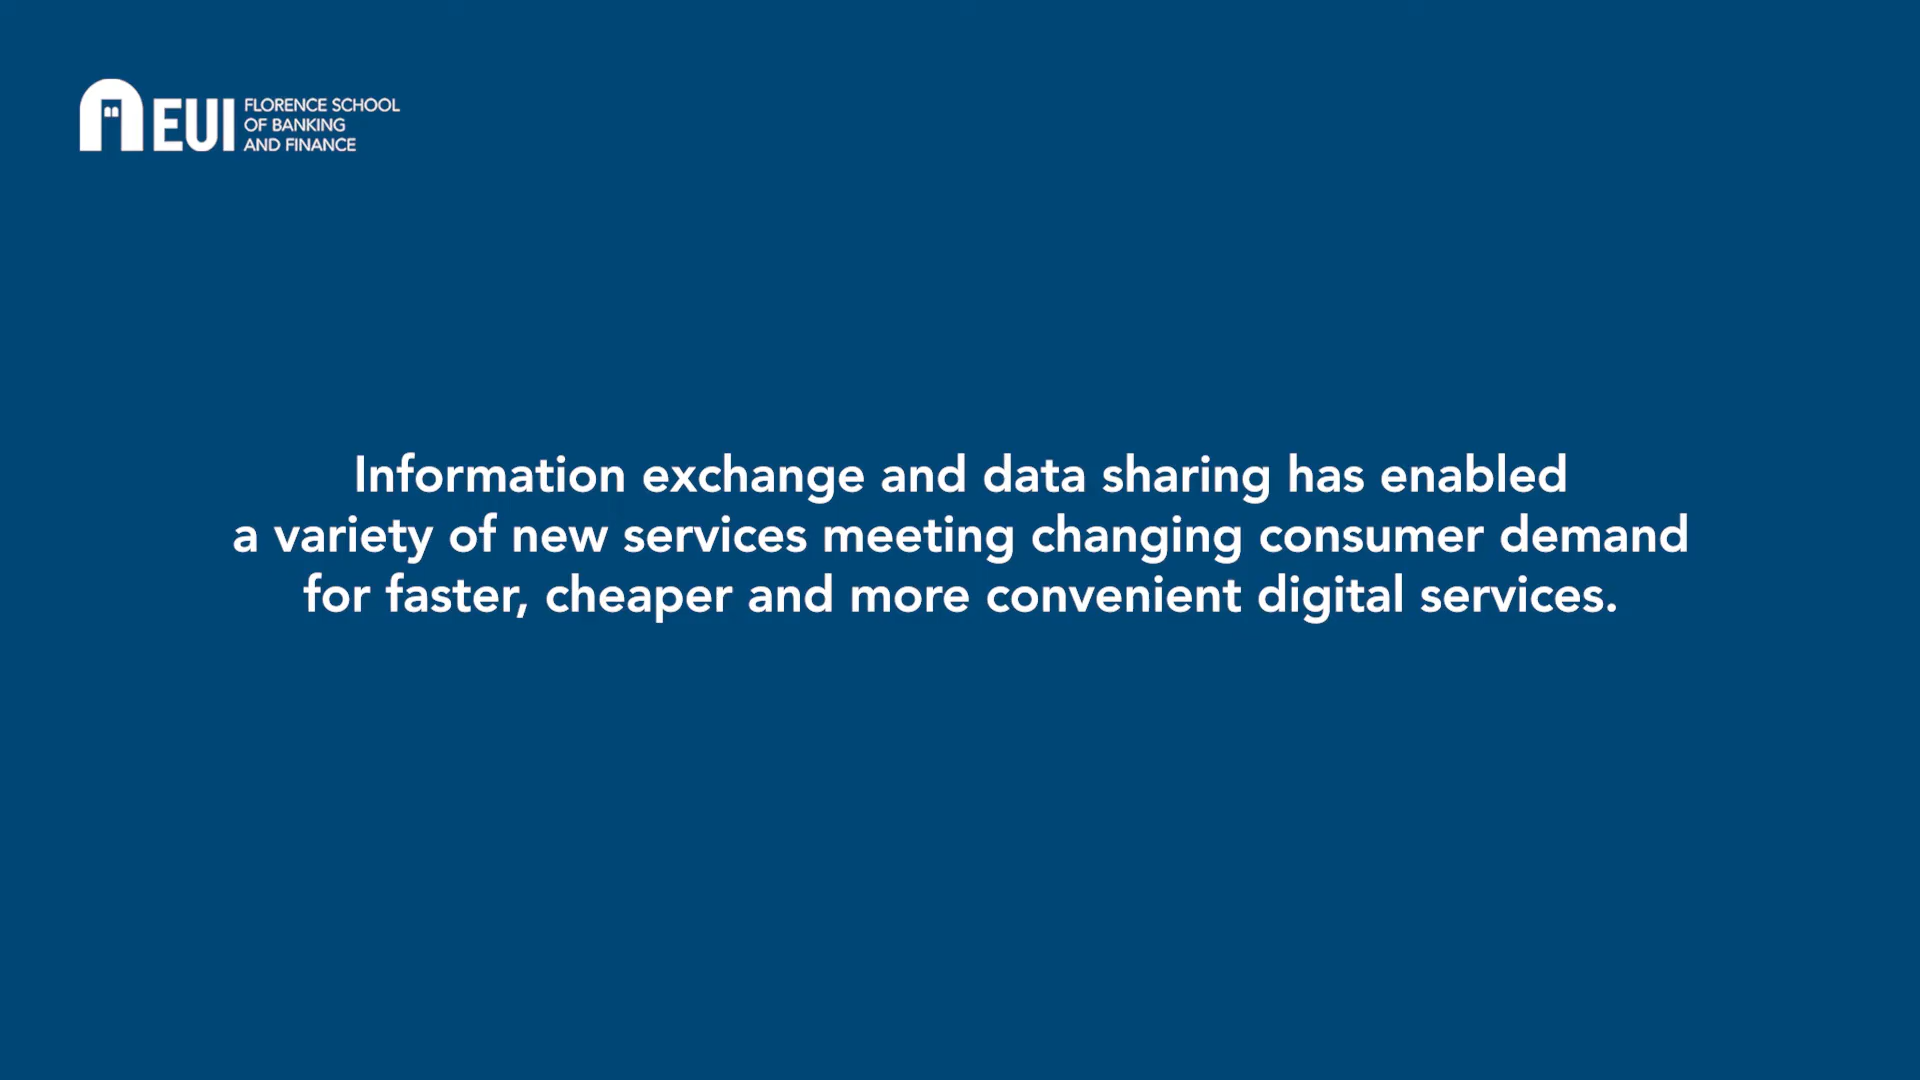 EUI
FLORENCE SCHOOL
OF BANKING
AND FINANCE
Information exchange and data sharing has enabled
a variety of new services meeting changing consumer demand
for faster, cheaper and more convenient digital services.